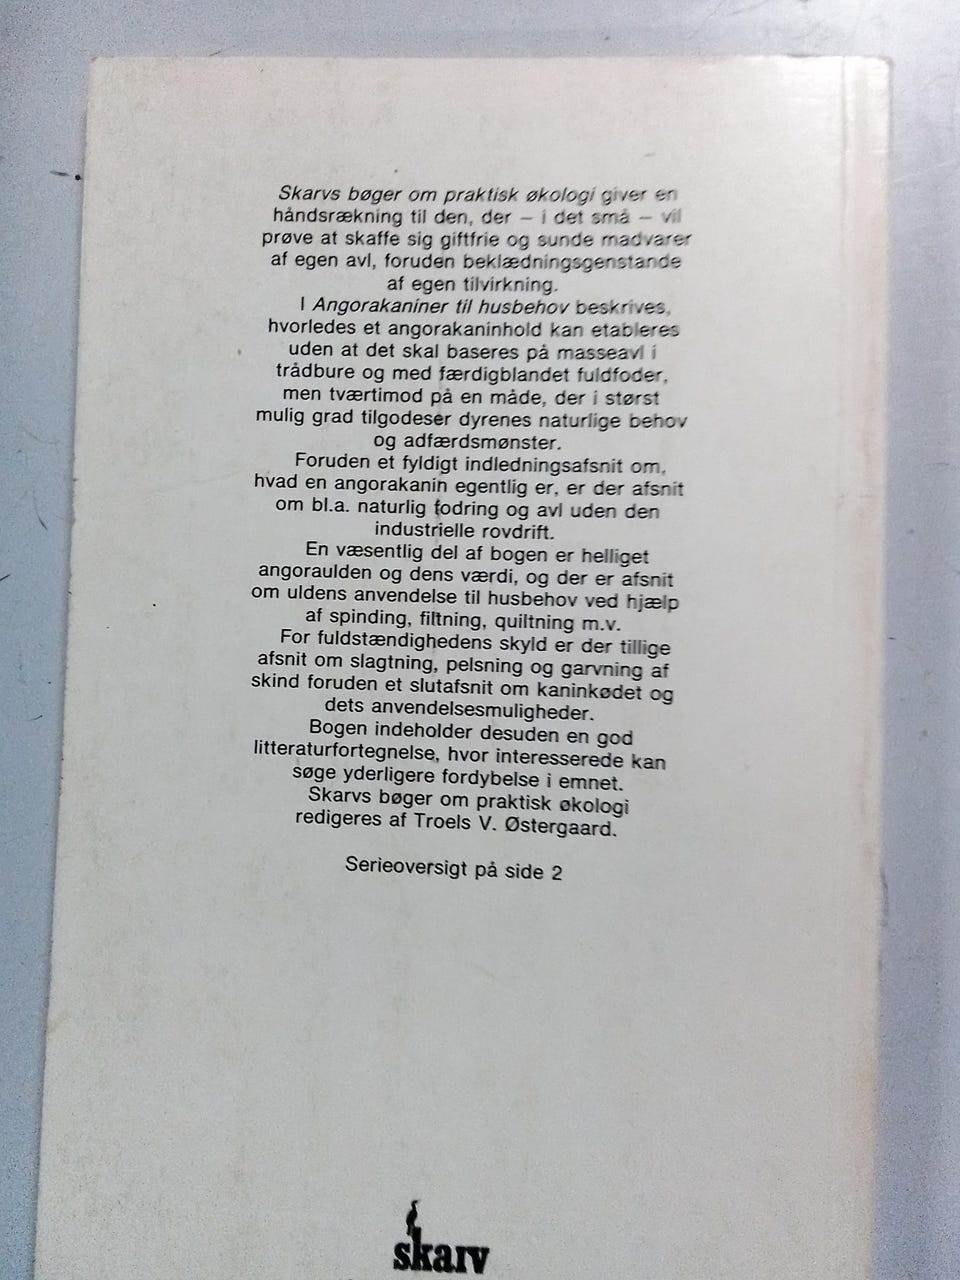 Skarvs bøger om praktisk økologi giver en
håndsrækning til den, der – i det små – vil
prøve at skaffe sig giftfrie og sunde madvarer
af egen avl, foruden beklædningsgenstande
af egen tilvirkning.
I Angorakaniner til husbehov beskrives,
hvorledes et angorakaninhold kan etableres
uden at det skal baseres på masseavl i
trådbure og med færdigblandet fuldfoder,
men tværtimod på en måde, der i størst
mulig grad tilgodeser dyrenes naturlige behov
og adfærdsmønster.
Foruden et fyldigt indledningsafsnit om,
hvad en angorakanin egentlig er, er der afsnit
om bl.a. naturlig fodring og avl uden den
industrielle rovdrift.
En væsentlig del af bogen er helliget
angoraulden og dens værdi, og der er afsnit
om uldens anvendelse til husbehov ved hjælp
af spinding, filtning, quiltning m.v.
For fuldstændighedens skyld er der tillige
afsnit om slagtning, pelsning og garvning af
skind foruden et slutafsnit om kaninkødet og
dets anvendelsesmuligheder.
Bogen indeholder desuden en god
litteraturfortegnelse, hvor interesserede kan
søge yderligere fordybelse i emnet.
Skarvs bøger om praktisk økologi
redigeres af Troels V. Østergaard.
Serieoversigt på side 2
skarv